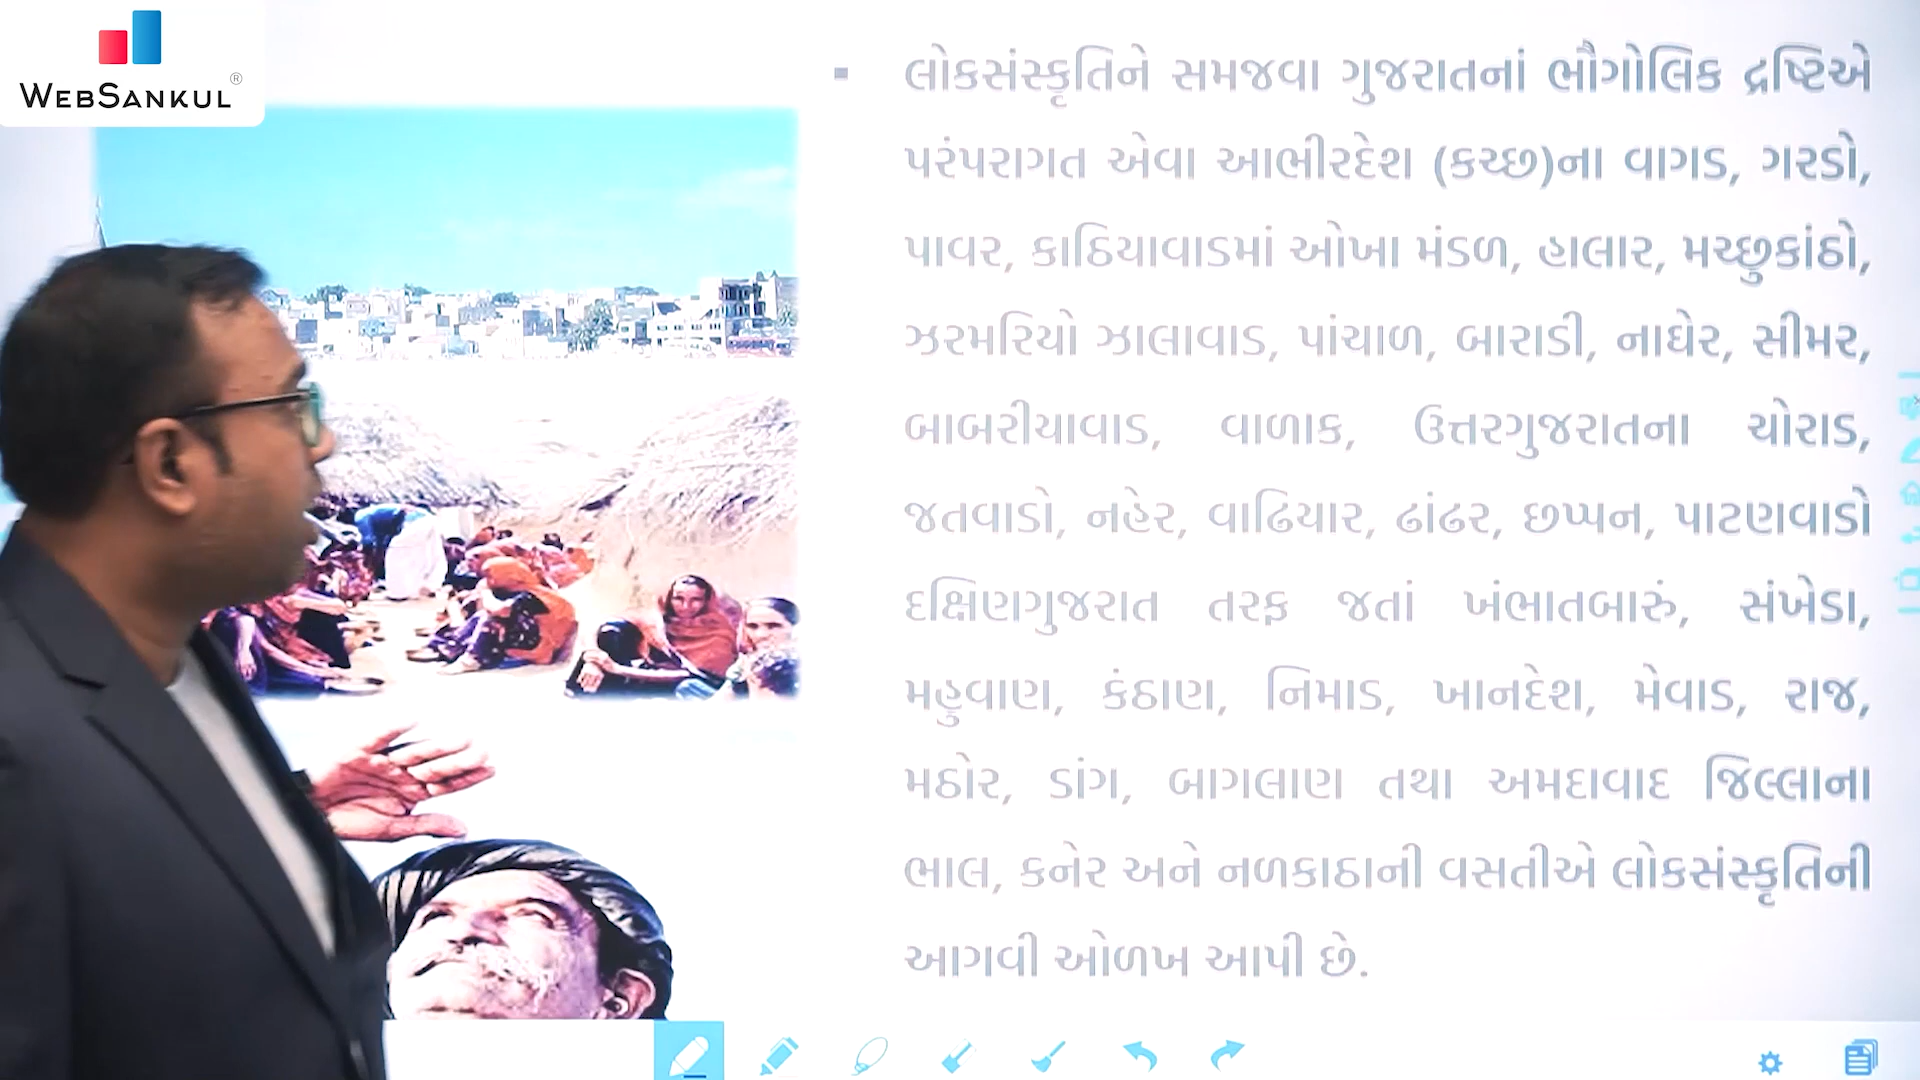 WEBSANKUL®
▪ લોકસંસ્કૃતિને સમજવા ગુજરાતનાં ભૌગોલિક દ્રષ્ટિએ
પરંપરાગત એવા આભીરદેશ (કચ્છ)ના વાગડ, ગરડો,
પાવર, કાઠિયાવાડમાં ઓખા મંડળ, હાલાર, મચ્છુકાંઠો,
ઝરમરિયો ઝાલાવાડ, પાંચાળ, બારાડી, નાઘેર, સીમર,
બાબરીયાવાડ, વાળાક, ઉત્તરગુજરાતના ચોરાડ,
જતવાડો, નહેર, વાઢિયાર, ઢાંઢર, છપ્પન, પાટણવાડો
દક્ષિણગુજરાત તરફ જતાં ખંભાતબારું, સંખેડા,
મહુવાણ, કંઠાણ, નિમાડ, ખાનદેશ, મેવાડ, રાજ,
મઠોર, ડાંગ, બાગલાણ તથા અમદાવાદ જિલ્લાના
ભાલ, કનેર અને નળકાઠાની વસતીએ લોકસંસ્કૃતિની
આગવી ઓળખ આપી છે.